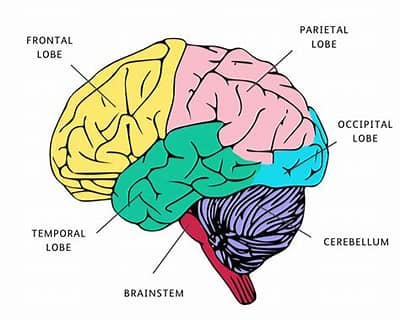 FRONTAL
LOBE
PARIETAL
LOBE
OCCIPITAL
LOBE
TEMPORAL
LOBE
CEREBELLUM
BRAINSTEM